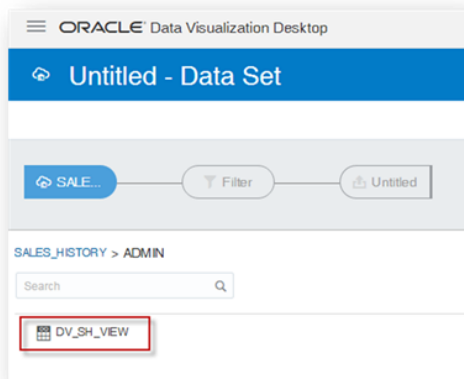 ORACLE Data Visualization Desktop
Untitled - Data Set
SALE...
Filter
Untitled
SALES_HISTORY > ADMIN
Search
DV_SH_VIEW